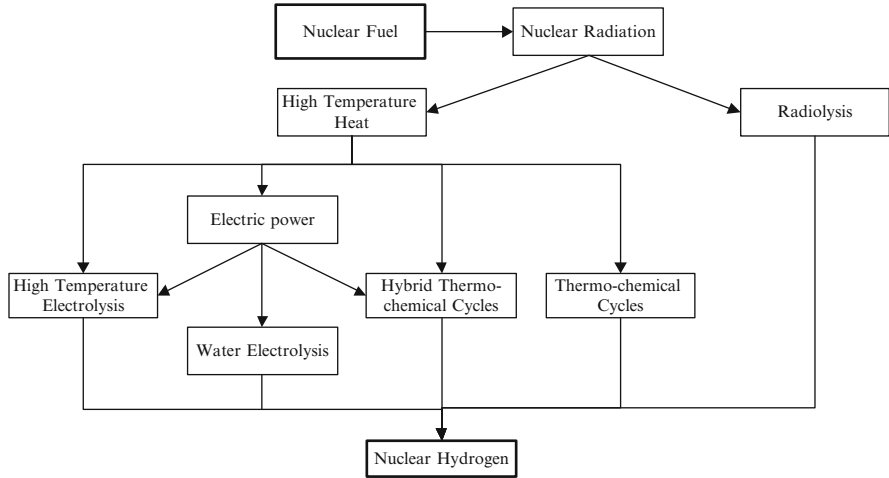 Nuclear Fuel
Nuclear Radiation
High Temperature
Heat
Radiolysis
Electric power
High Temperature
Electrolysis
Hybrid Thermo-
chemical Cycles
Thermo-chemical
Cycles
Water Electrolysis
Nuclear Hydrogen